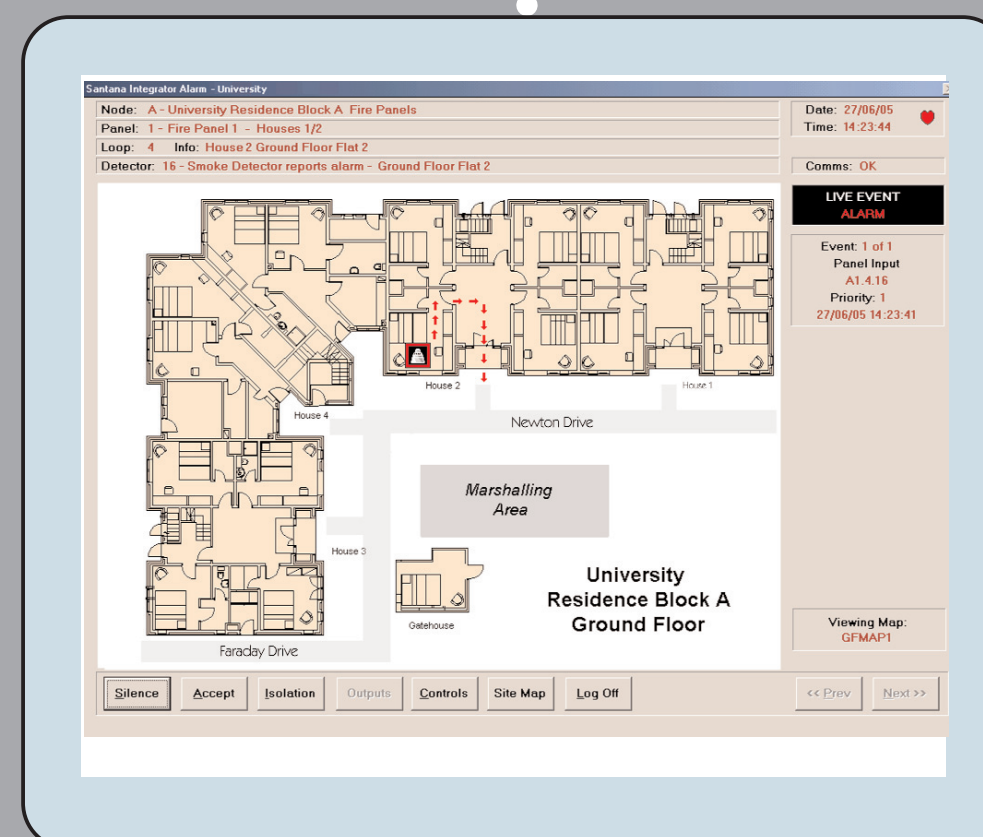 Santana Integrator Alarm - University
Node: A - University Residence Block A Fire Panels
Panel: 1 - Fire Panel 1 - Houses 1/2
Loop: 4 Info: House 2 Ground Floor Flat 2
Detector: 16 - Smoke Detector reports alarm - Ground Floor Flat 2
Date: 27/06/05
Time: 14:23:44
Comms: OK
LIVE EVENT
ALARM
Event: 1 of 1
Panel Input
A1.4.16
Priority: 1
27/06/05 14:23:41
House 2
House 1
House 4
Newton Drive
Marshalling
Area
House 3
Gatehouse
University
Residence Block A
Ground Floor
Faraday Drive
Viewing Map:
GFMAP1
Silence Accept Isolation Outputs Controls Site Map Log Off << Prev Next >>